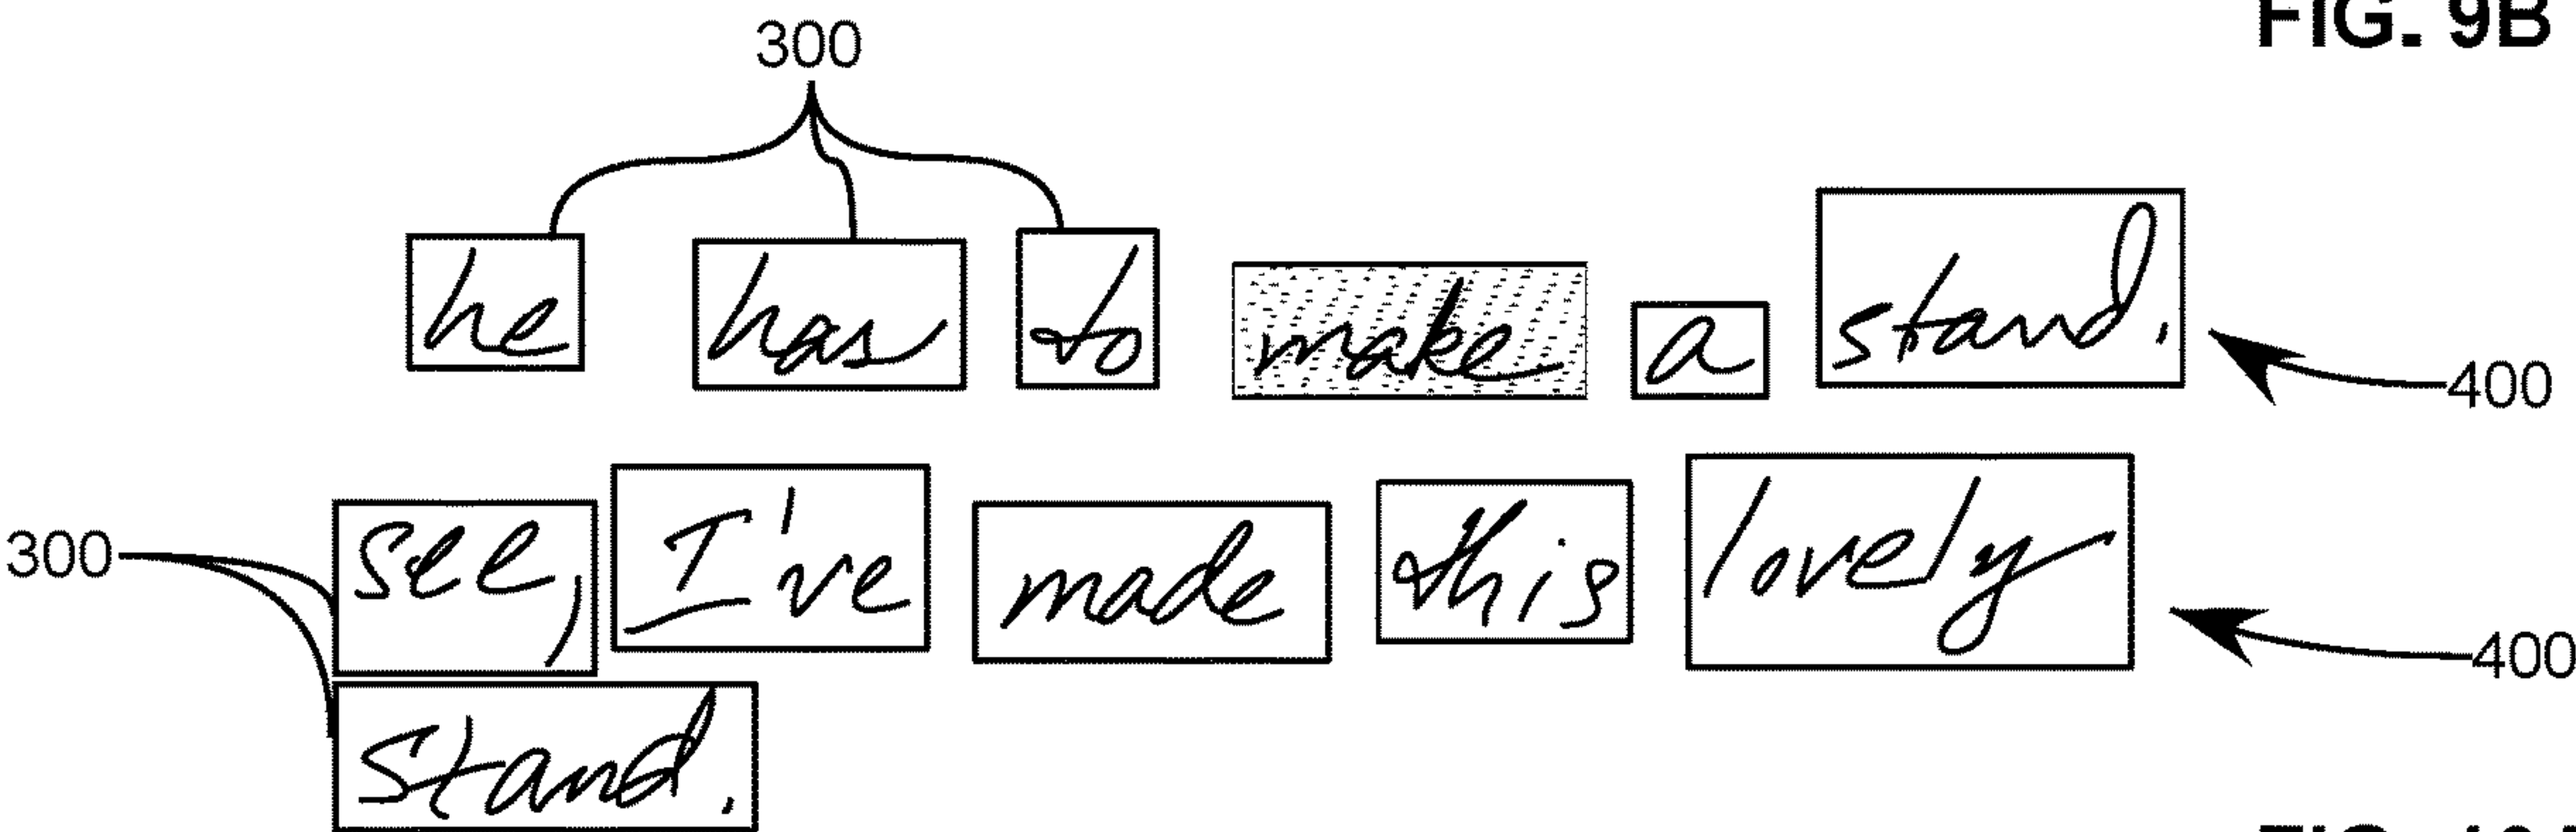 FIG. 9B
300
he has to make a stand.
400
300
see, I've made this lovely
400
stand.